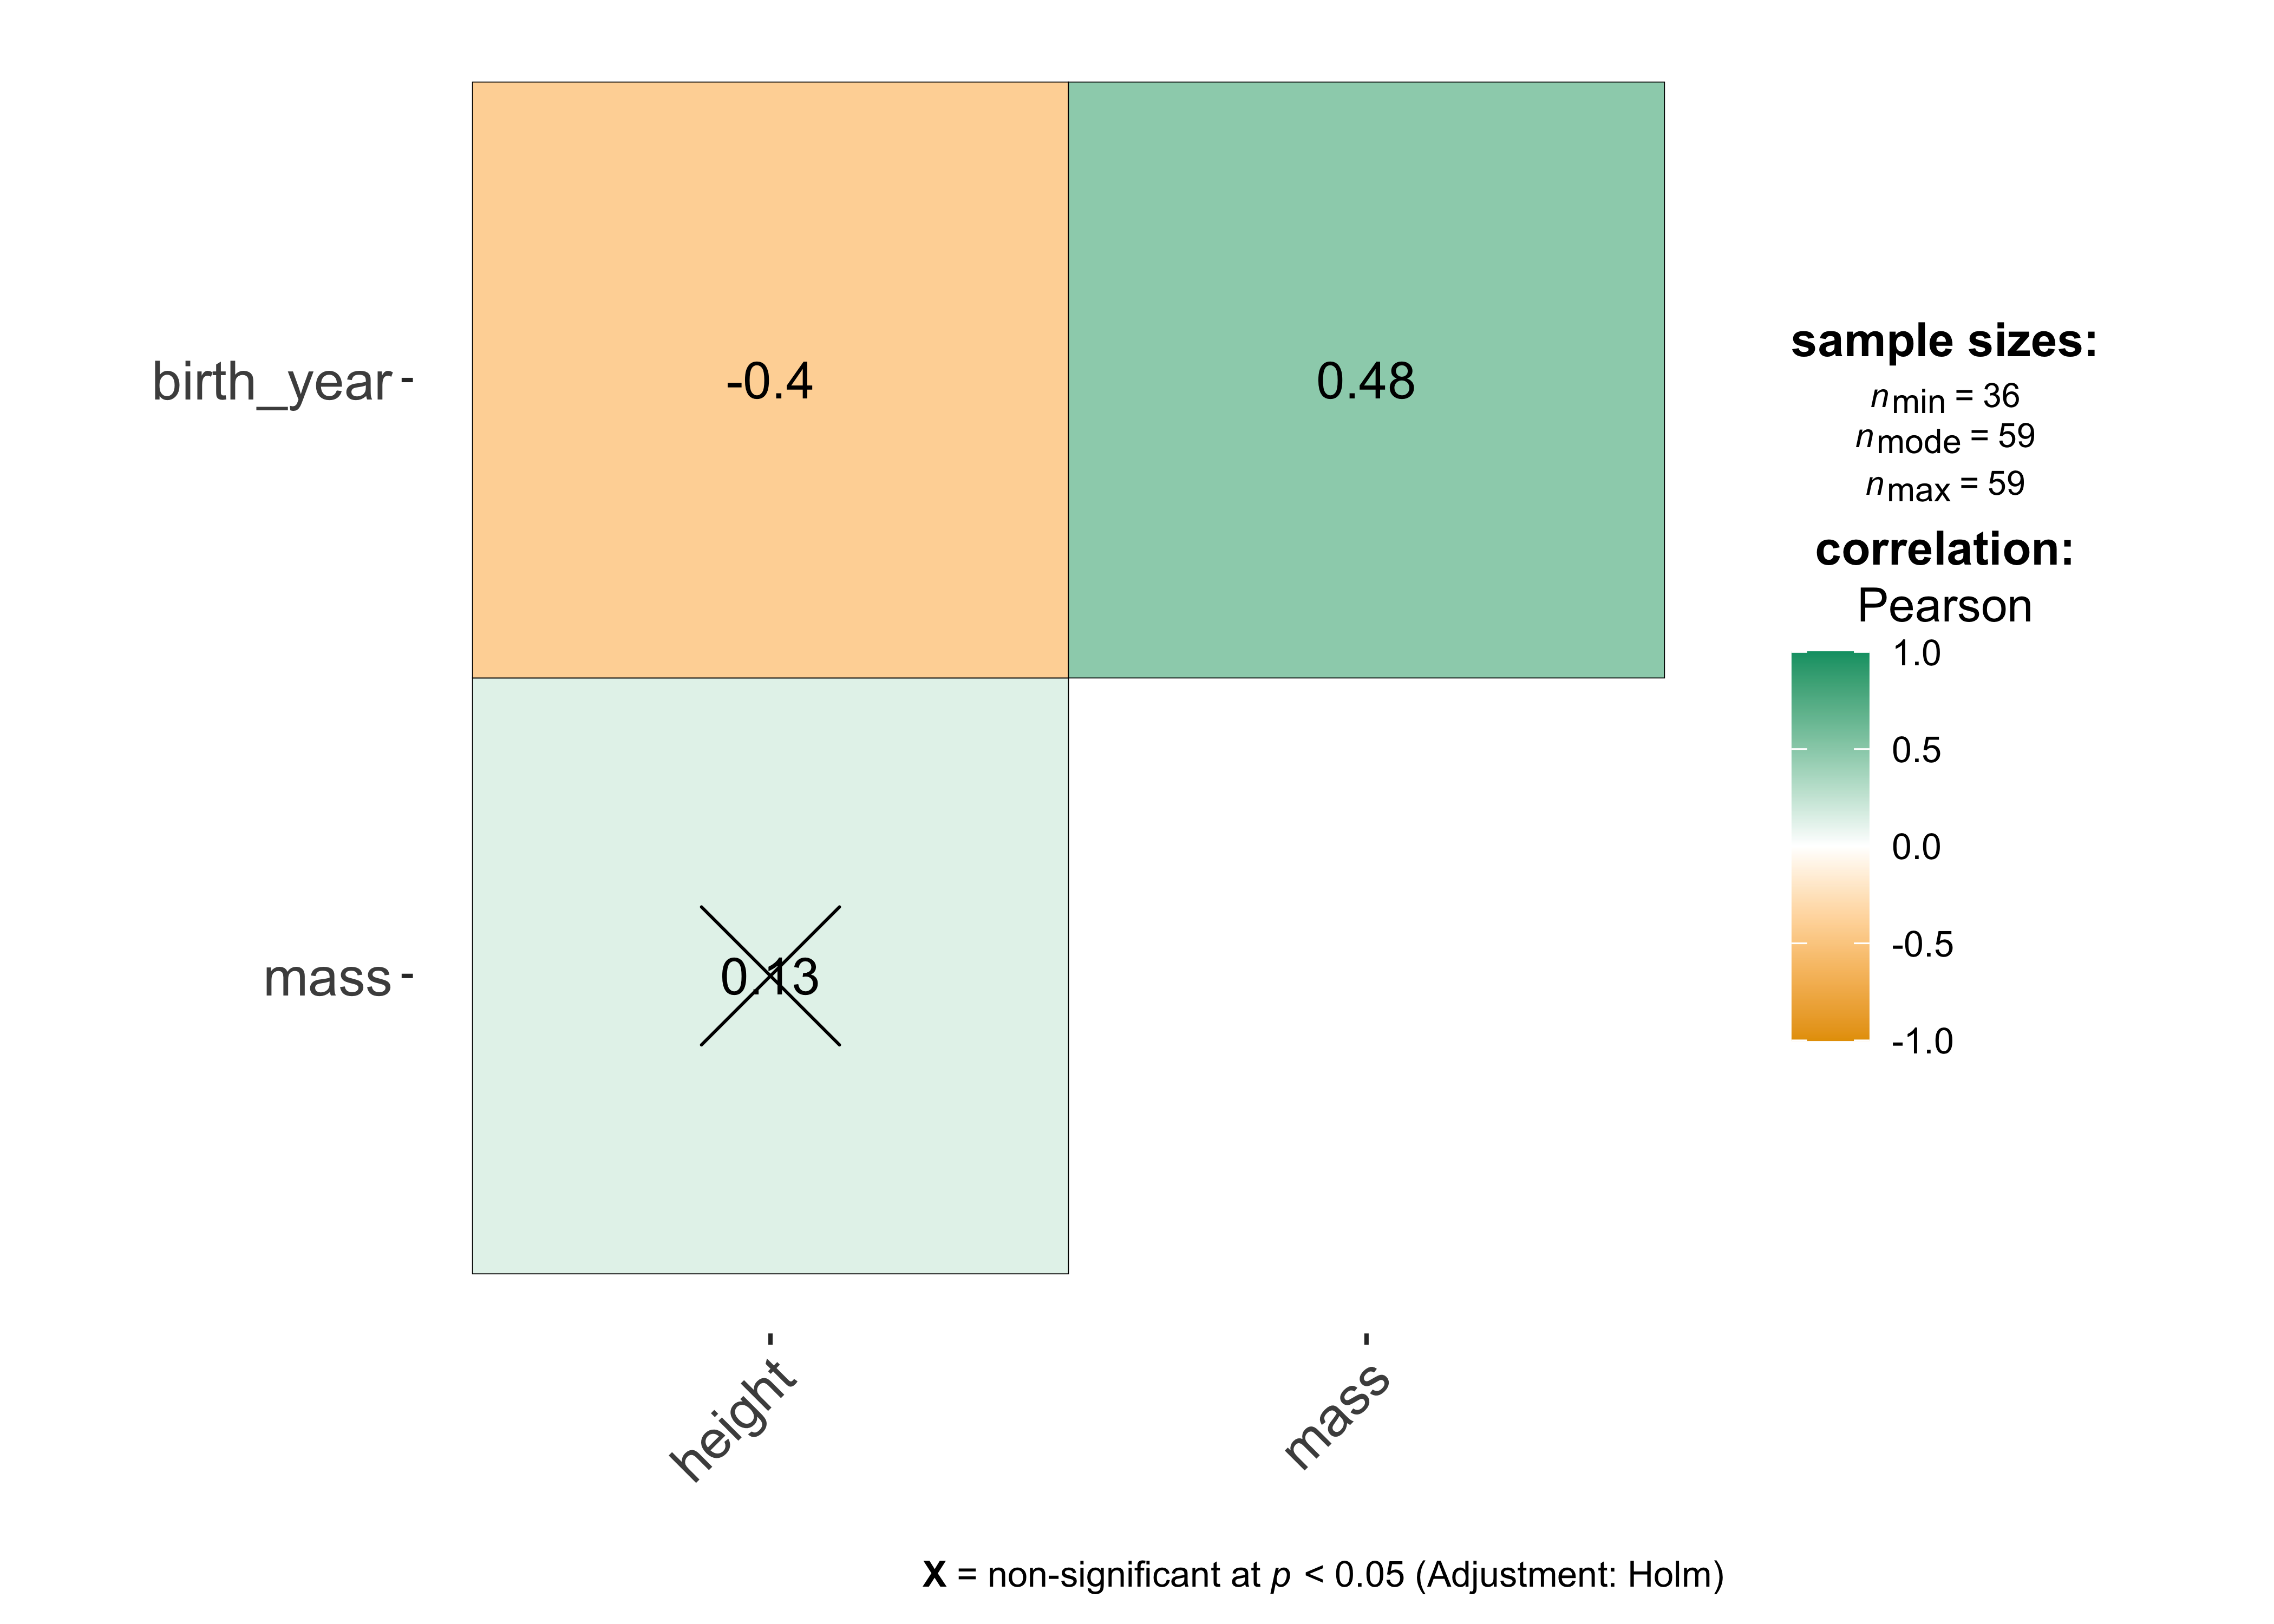 birth_year
-0.4
0.48
mass
0.13
height
mass
sample sizes:
nmin = 36
nmode = 59
nmax = 59
correlation:
Pearson
1.0
0.5
0.0
-0.5
-1.0
X = non-significant at p < 0.05 (Adjustment: Holm)